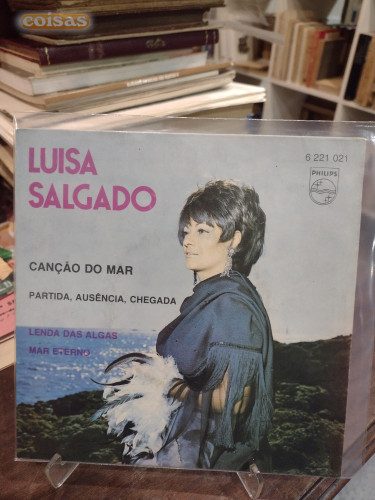 coisas
LUISA
SALGADO
6 221 021
PHILIPS
CANÇÃO DO MAR
PARTIDA, AUSÊNCIA, CHEGADA
LENDA DAS ALGAS
MAR ETERNO